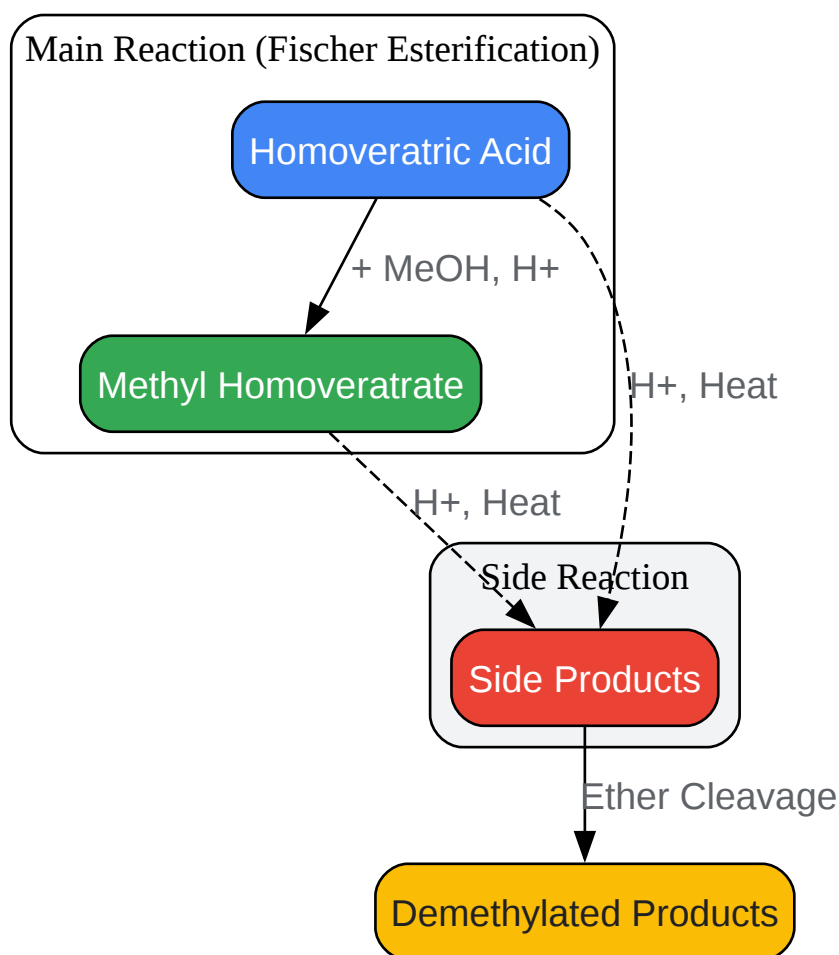 Main Reaction (Fischer Esterification)
Homoveratric Acid
+ MeOH, H+
Methyl Homoveratrate
H+, Heat
H+, Heat
Side Reaction
Side Products
Ether Cleavage
Demethylated Products